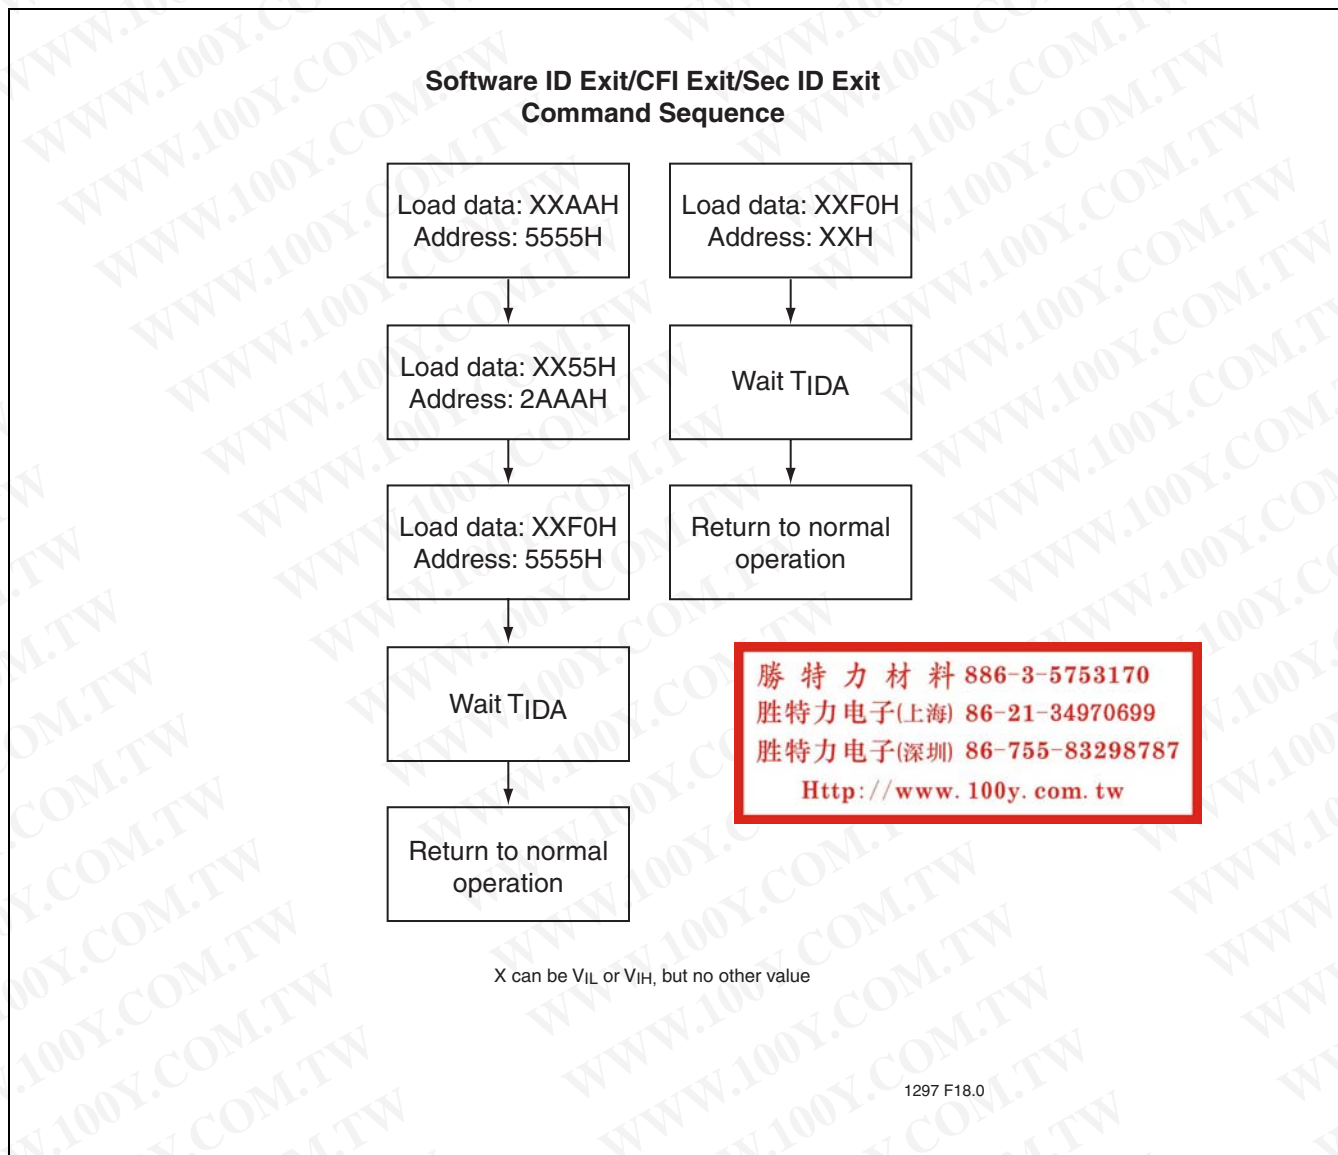 Software ID Exit/CFI Exit/Sec ID Exit
Command Sequence
Load data: XXAAH
Address: 5555H
Load data: XX55H
Address: 2AAAH
Load data: XXF0H
Address: 5555H
Wait TIDA
Return to normal
operation
Load data: XXF0H
Address: XXH
Wait TIDA
Return to normal
operation
勝 特 力 材 料 886-3-5753170
胜特力电子(上海) 86-21-34970699
胜特力电子(深圳) 86-755-83298787
Http://www.100y.com.tw
X can be VIL or VIH, but no other value
1297 F18.0
WWW.100Y.COM.TW